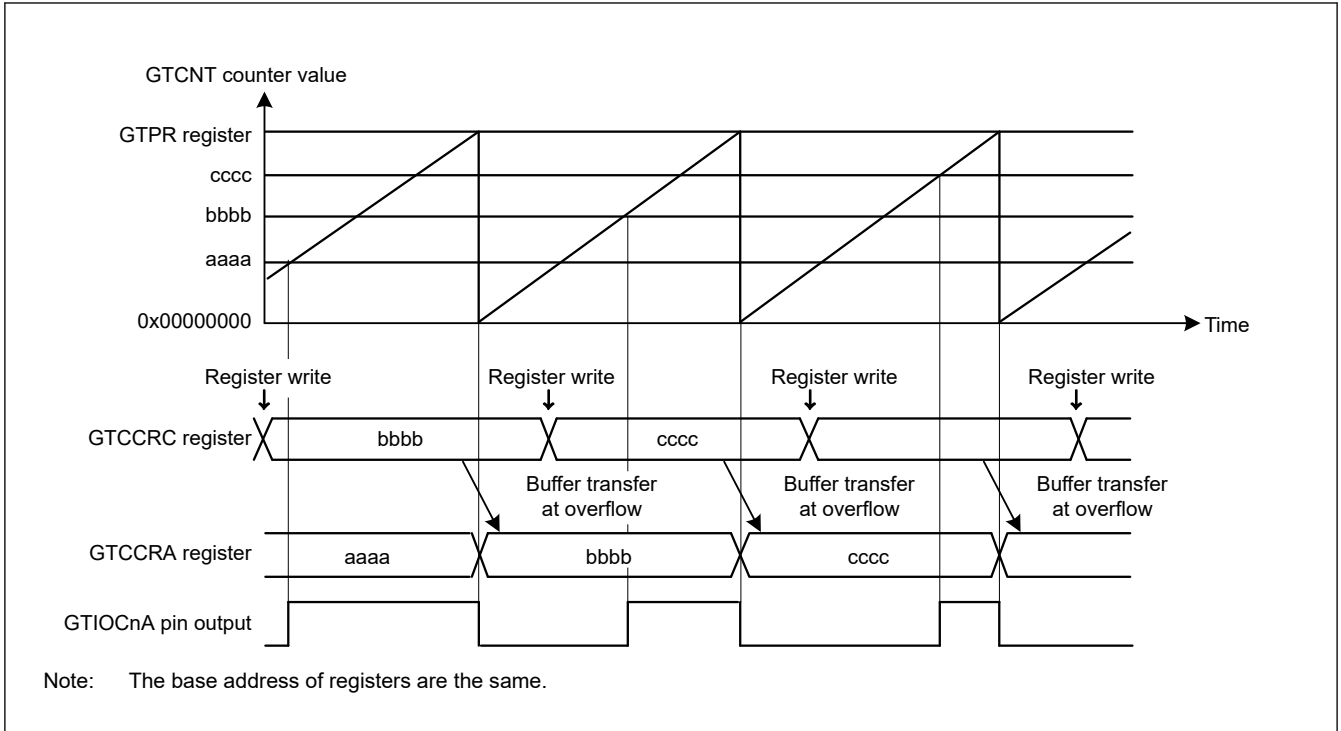 GTCNT counter value
GTPR register
cccc
bbbb
aaaa
0x00000000
Time
Register write Register write Register write Register write
GTCCRC register bbbb cccc
Buffer transfer at overflow
Buffer transfer at overflow
Buffer transfer at overflow
GTCCRA register aaaa bbbb cccc
GTIOCnA pin output
Note: The base address of registers are the same.